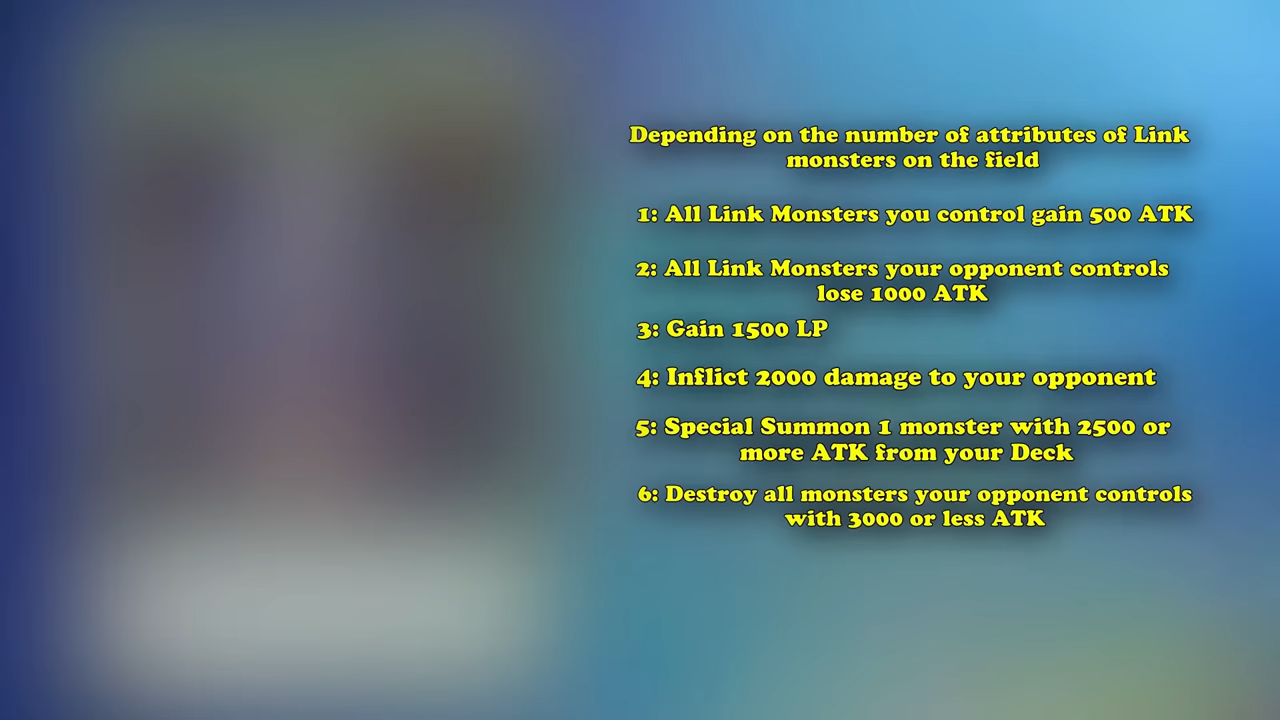 Depending on the number of attributes of Link
monsters on the field
1: All Link Monsters you control gain 500 ATK
2: All Link Monsters your opponent controls
lose 1000 ATK
3: Gain 1500 LP
4: Inflict 2000 damage to your opponent
5: Special Summon 1 monster with 2500 or
more ATK from your Deck
6: Destroy all monsters your opponent controls
with 3000 or less ATK